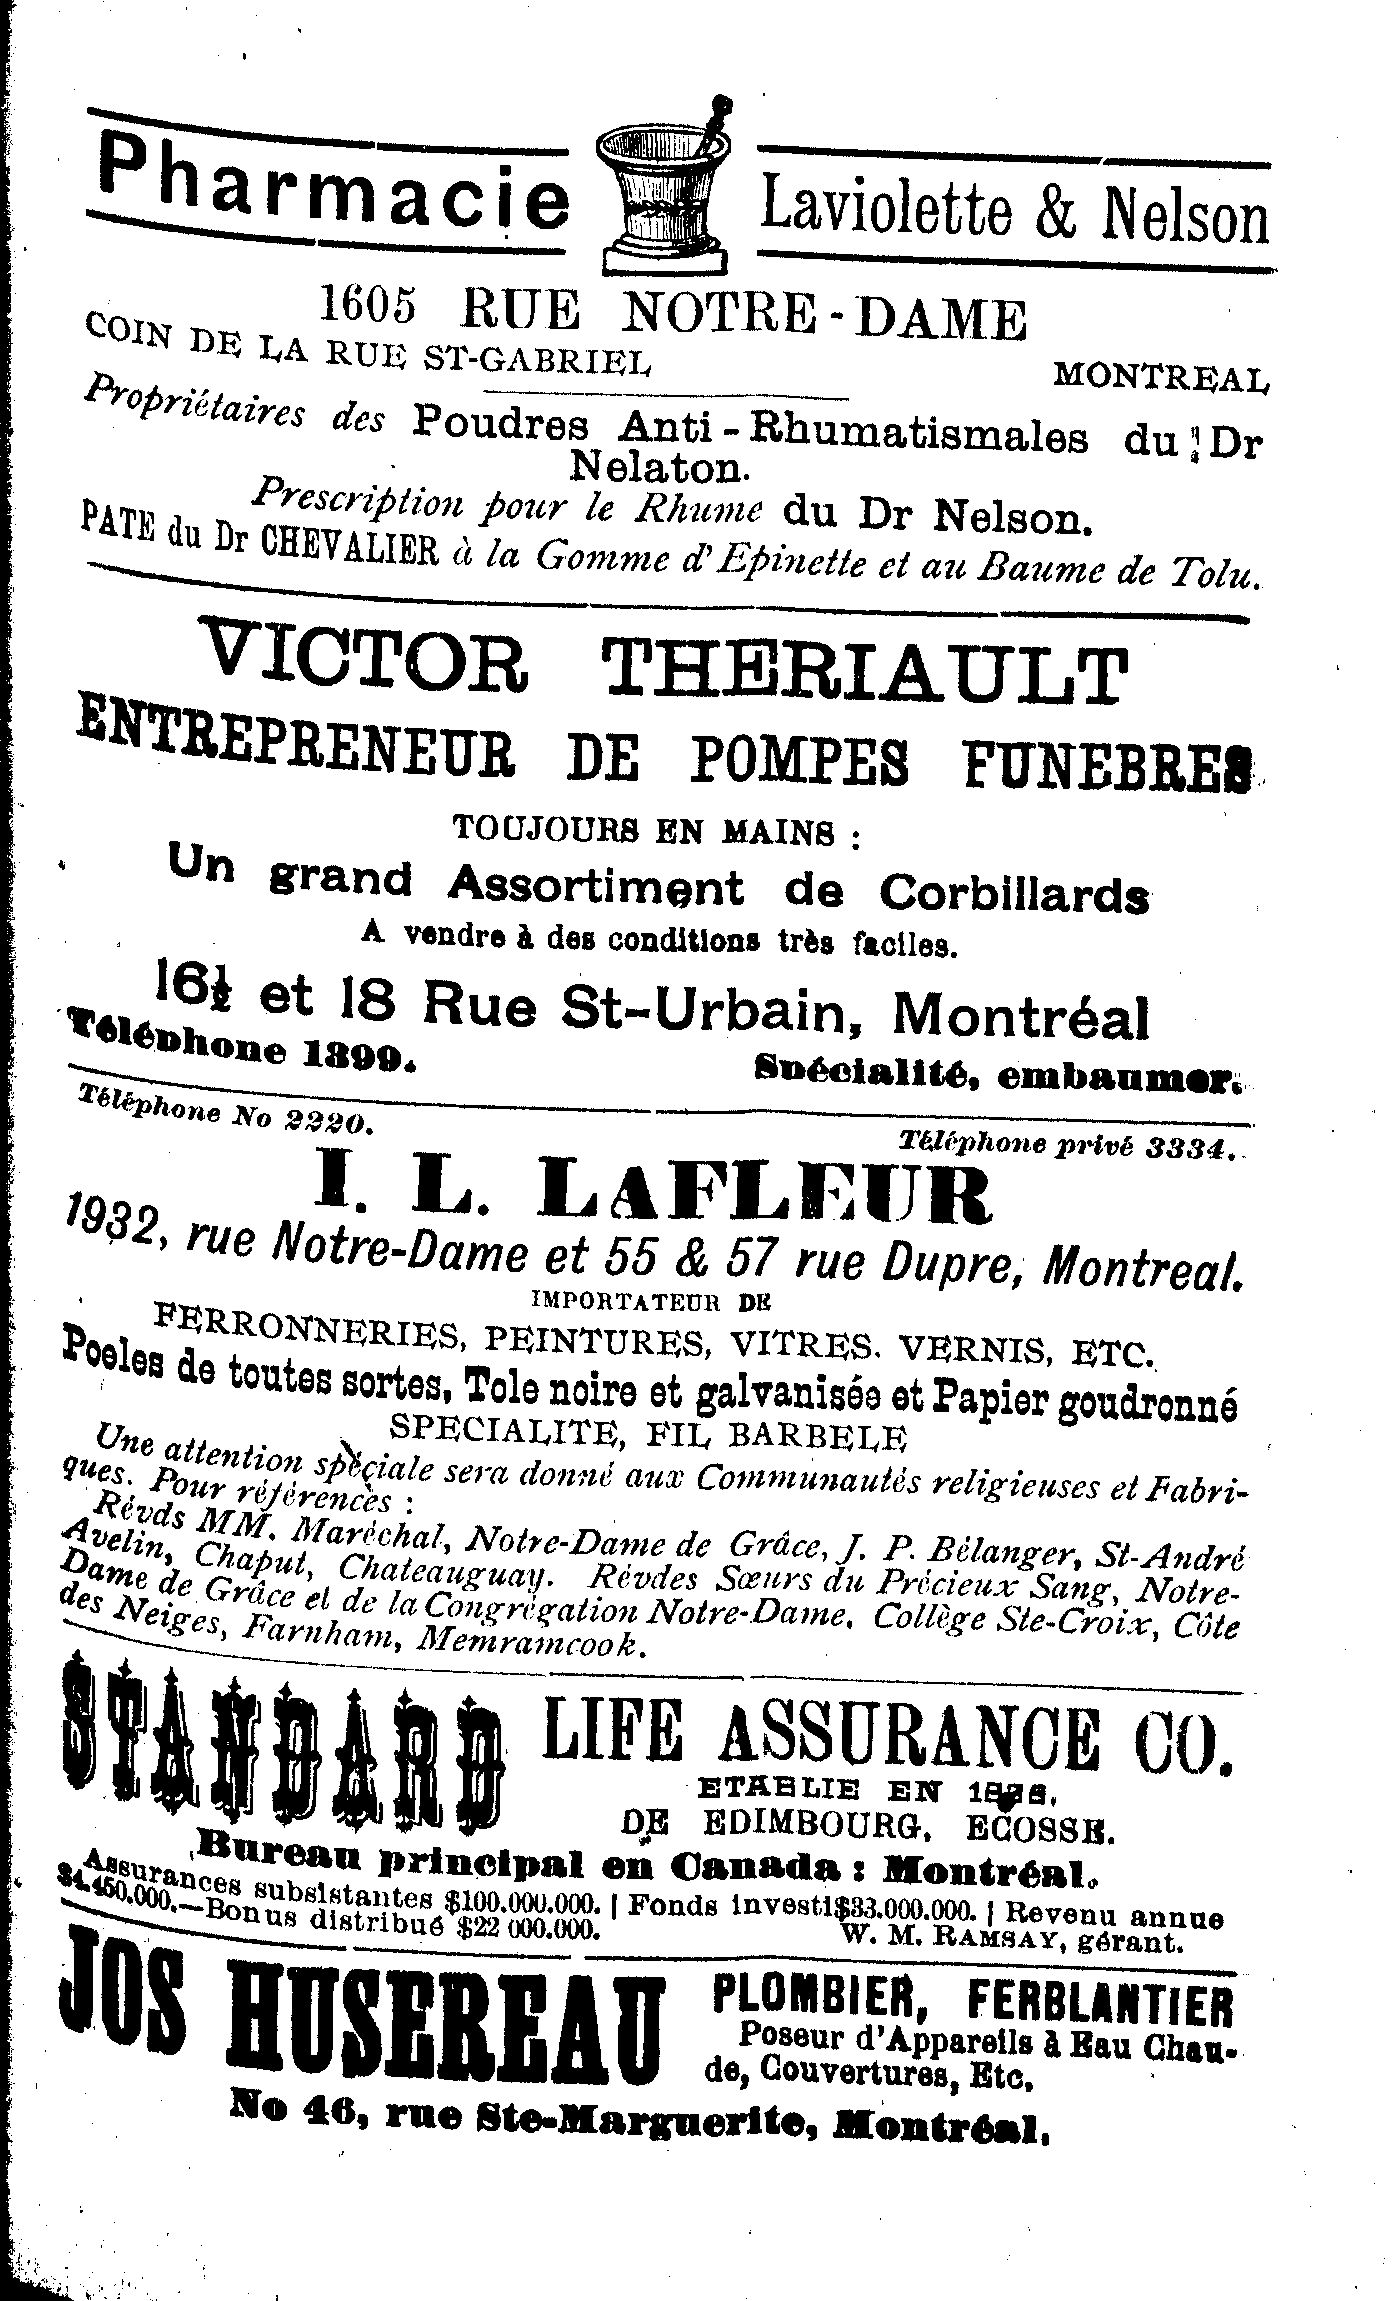 Pharmacie Laviolette & Nelson
1605 RUE NOTRE-DAME
COIN DE LA RUE ST-GABRIEL MONTREAL
Propriétaires des Poudres Anti-Rhumatismales du Dr
Nelaton.
Prescription pour le Rhume du Dr Nelson.
PATE du Dr CHEVALIER à la Gomme d'Epinette et au Baume de Tolu.
VICTOR THERIAULT
ENTREPRENEUR DE POMPES FUNEBRES
TOUJOURS EN MAINS :
Un grand Assortiment de Corbillards
A vendre à des conditions très faciles.
16½ et 18 Rue St-Urbain, Montréal
Téléphone 1399. Spécialité, embaumer.
Téléphone No 2220. Téléphone privé 3334.
I. L. LAFLEUR
1932, rue Notre-Dame et 55 & 57 rue Dupre, Montreal.
IMPORTATEUR DE
FERRONNERIES, PEINTURES, VITRES. VERNIS, ETC.
Poeles de toutes sortes, Tole noire et galvanisée et Papier goudronné
SPECIALITE, FIL BARBELE
Une attention spèciale sera donné aux Communautés religieuses et Fabri-
ques. Pour références :
Révds MM. Maréchal, Notre-Dame de Grâce, J. P. Bélanger, St-André
Avelin, Chaput, Chateauguay. Révdes Sœurs du Précieux Sang, Notre-
Dame de Grâce et de la Congrégation Notre-Dame. Collège Ste-Croix, Côte
des Neiges, Farnham, Memramcook.
STANDARD LIFE ASSURANCE CO.
ETABLIE EN
DE EDIMBOURG, ECOSSE.
Bureau principal en Canada : Montréal.
Assurances subsistantes $100.000.000. | Fonds investi $33.000.000. | Revenu annue
$4.450.000.—Bonus distribué $22 000.000. W. M. RAMSAY, gérant.
JOS HUSEREAU PLOMBIER, FERBLANTIER
Poseur d'Appareils à Eau Chau-
de, Couvertures, Etc.
No 46, rue Ste-Marguerite, Montréal.